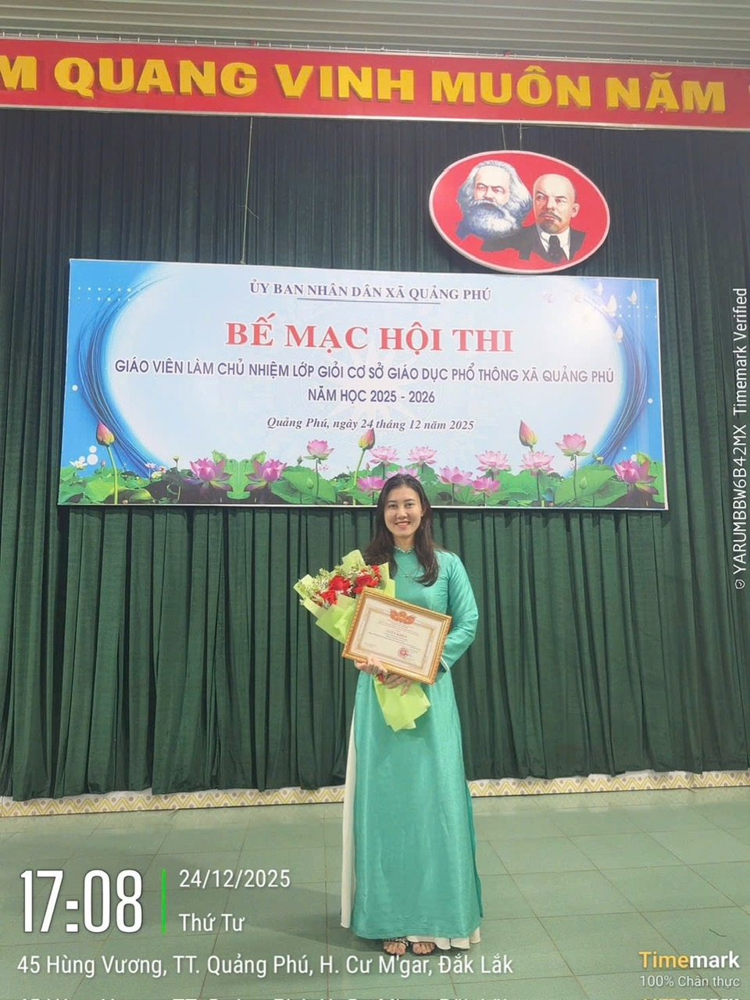 M QUANG VINH MUÔN NĂM
ỦY BAN NHÂN DÂN XÃ QUẢNG PHÚ
BẾ MẠC HỘI THI
GIÁO VIÊN LÀM CHỦ NHIỆM LỚP GIỎI CƠ SỞ GIÁO DỤC PHỔ THÔNG XÃ QUẢNG PHÚ
NĂM HỌC 2025 - 2026
Quảng Phú, ngày 24 tháng 12 năm 2025
GIẤY KHEN
YARUMBBW6B42MX Timemark Verified
17:08
24/12/2025
Thứ Tư
45 Hùng Vương, TT. Quảng Phú, H. Cư M'gar, Đắk Lắk
Timemark
100% Chân thực